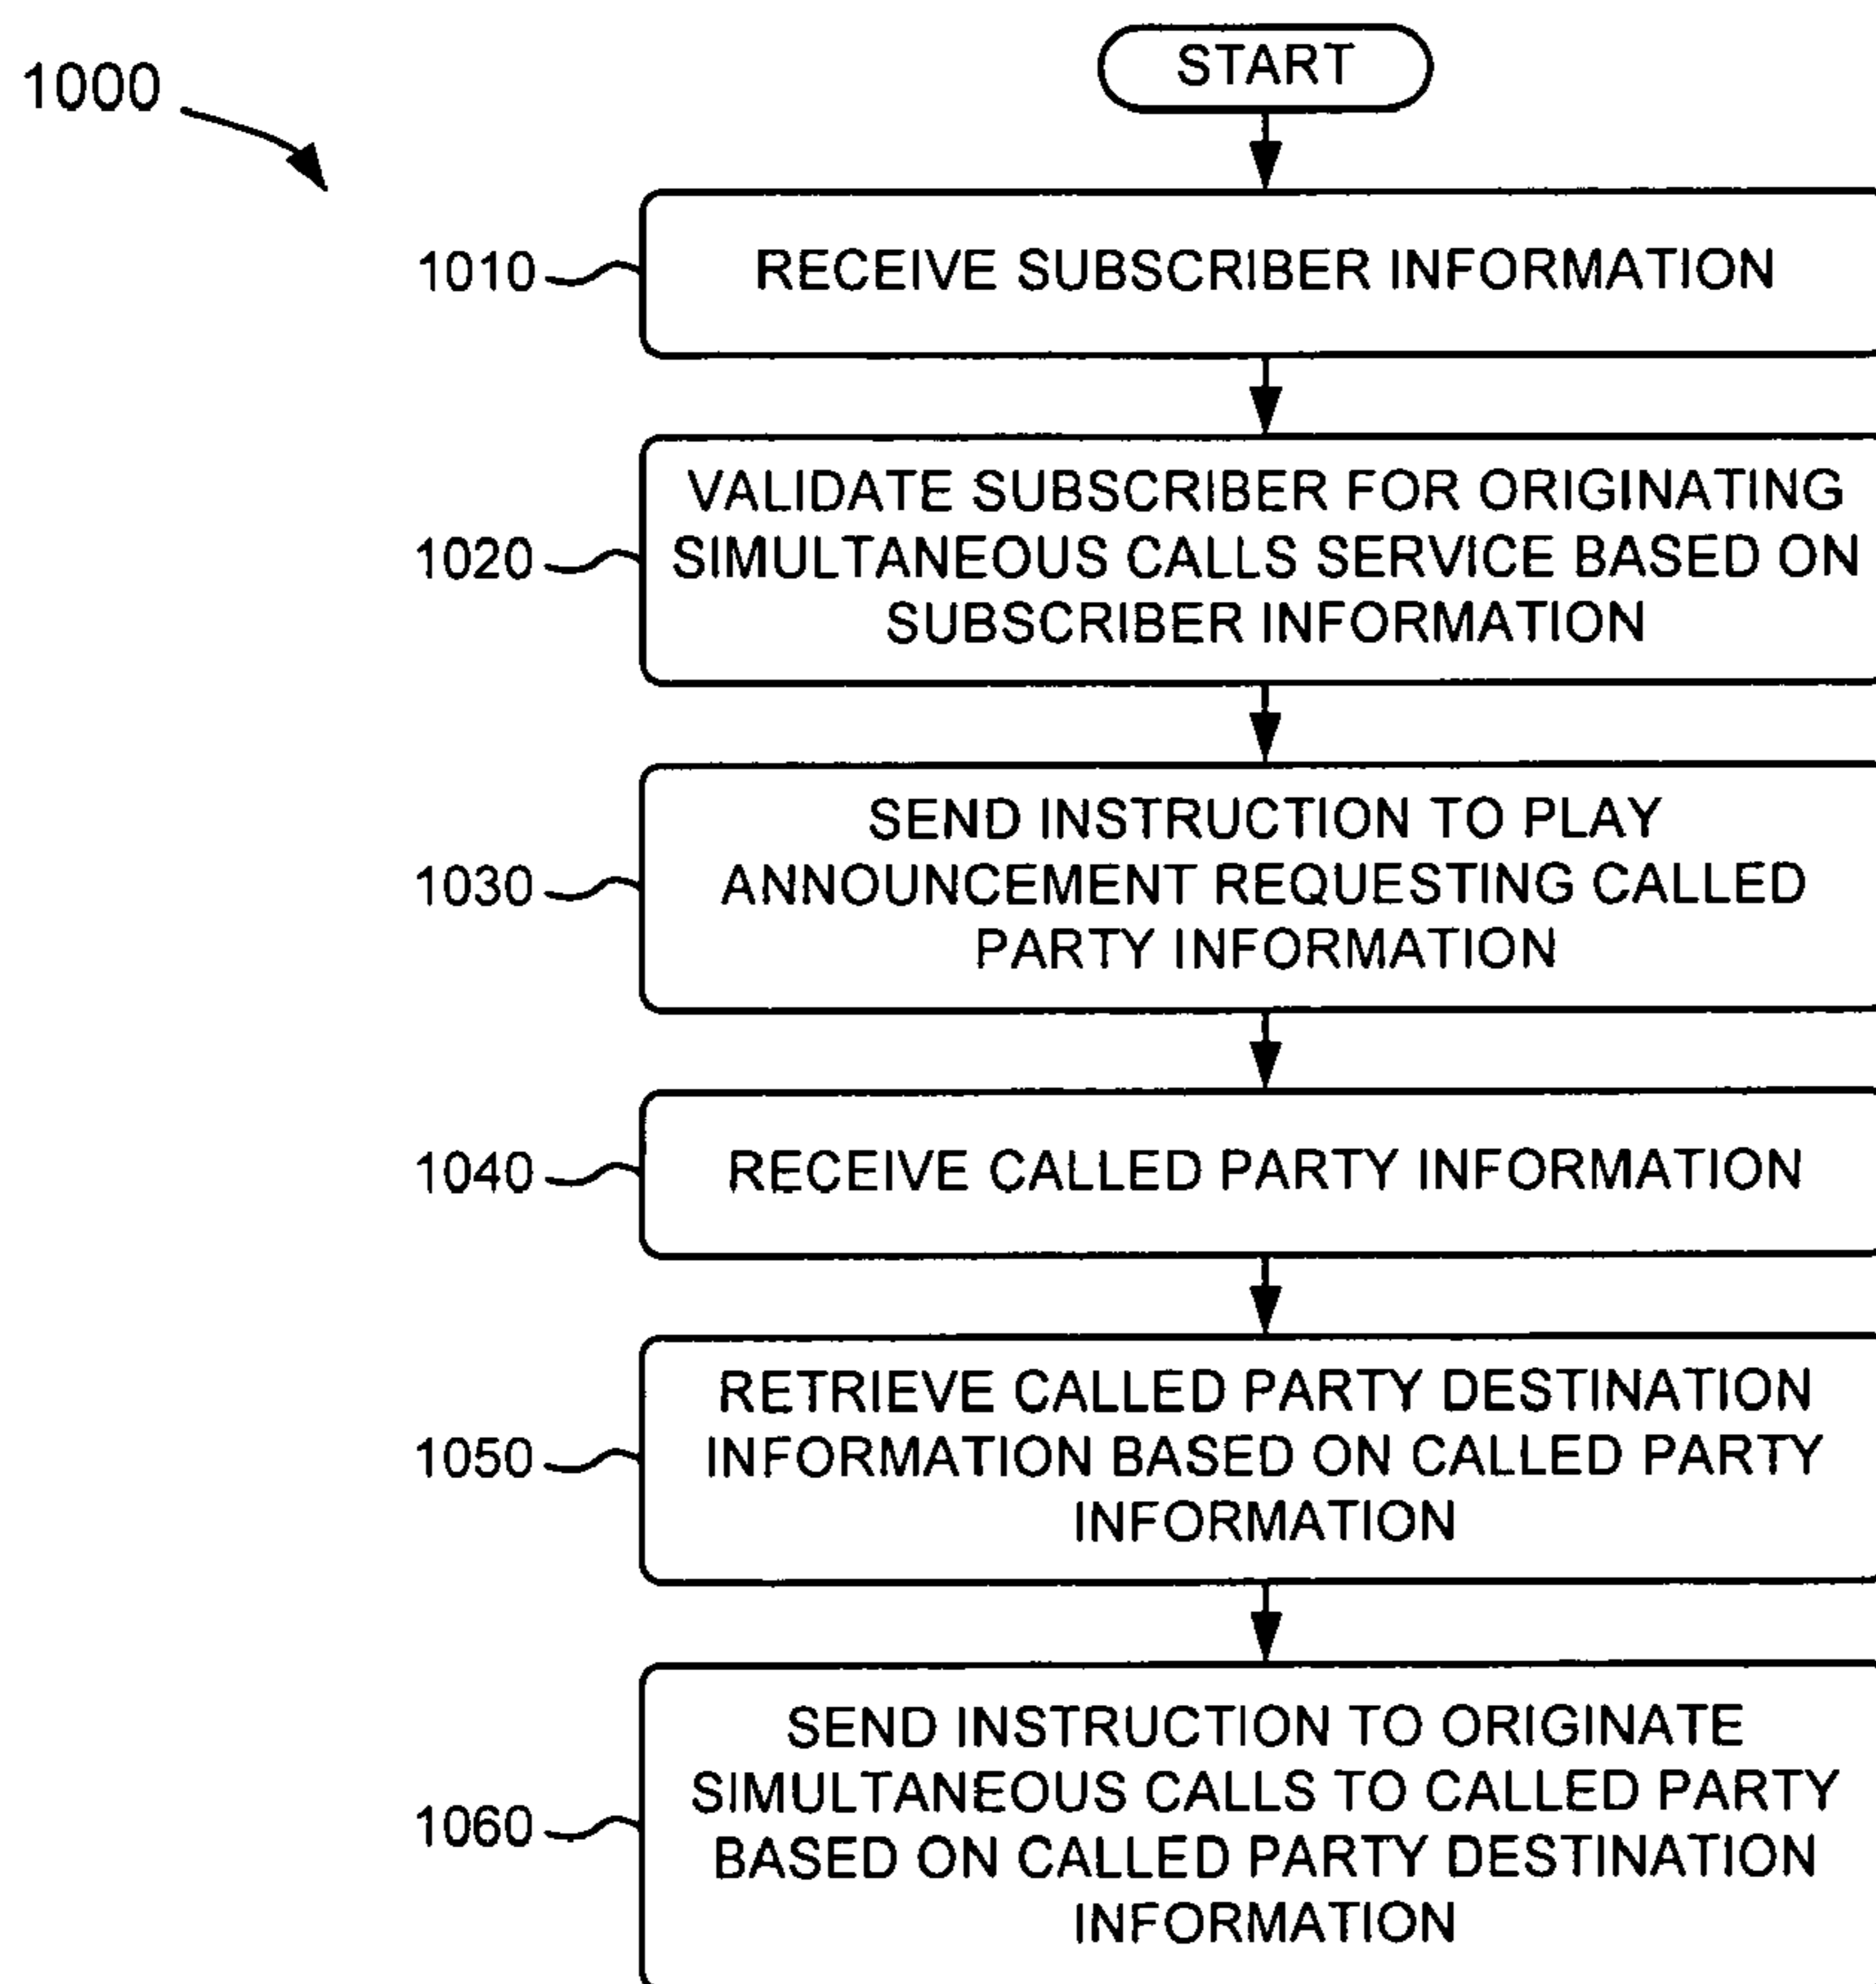 START
1000
1010
RECEIVE SUBSCRIBER INFORMATION
VALIDATE SUBSCRIBER FOR ORIGINATING
1020
SIMULTANEOUS CALLS SERVICE BASED ON
SUBSCRIBER INFORMATION
SEND INSTRUCTION TO PLAY
1030
ANNOUNCEMENT REQUESTING CALLED
PARTY INFORMATION
1040
RECEIVE CALLED PARTY INFORMATION
RETRIEVE CALLED PARTY DESTINATION
1050
INFORMATION BASED ON CALLED PARTY
INFORMATION
SEND INSTRUCTION TO ORIGINATE
SIMULTANEOUS CALLS TO CALLED PARTY
1060
BASED ON CALLED PARTY DESTINATION
INFORMATION